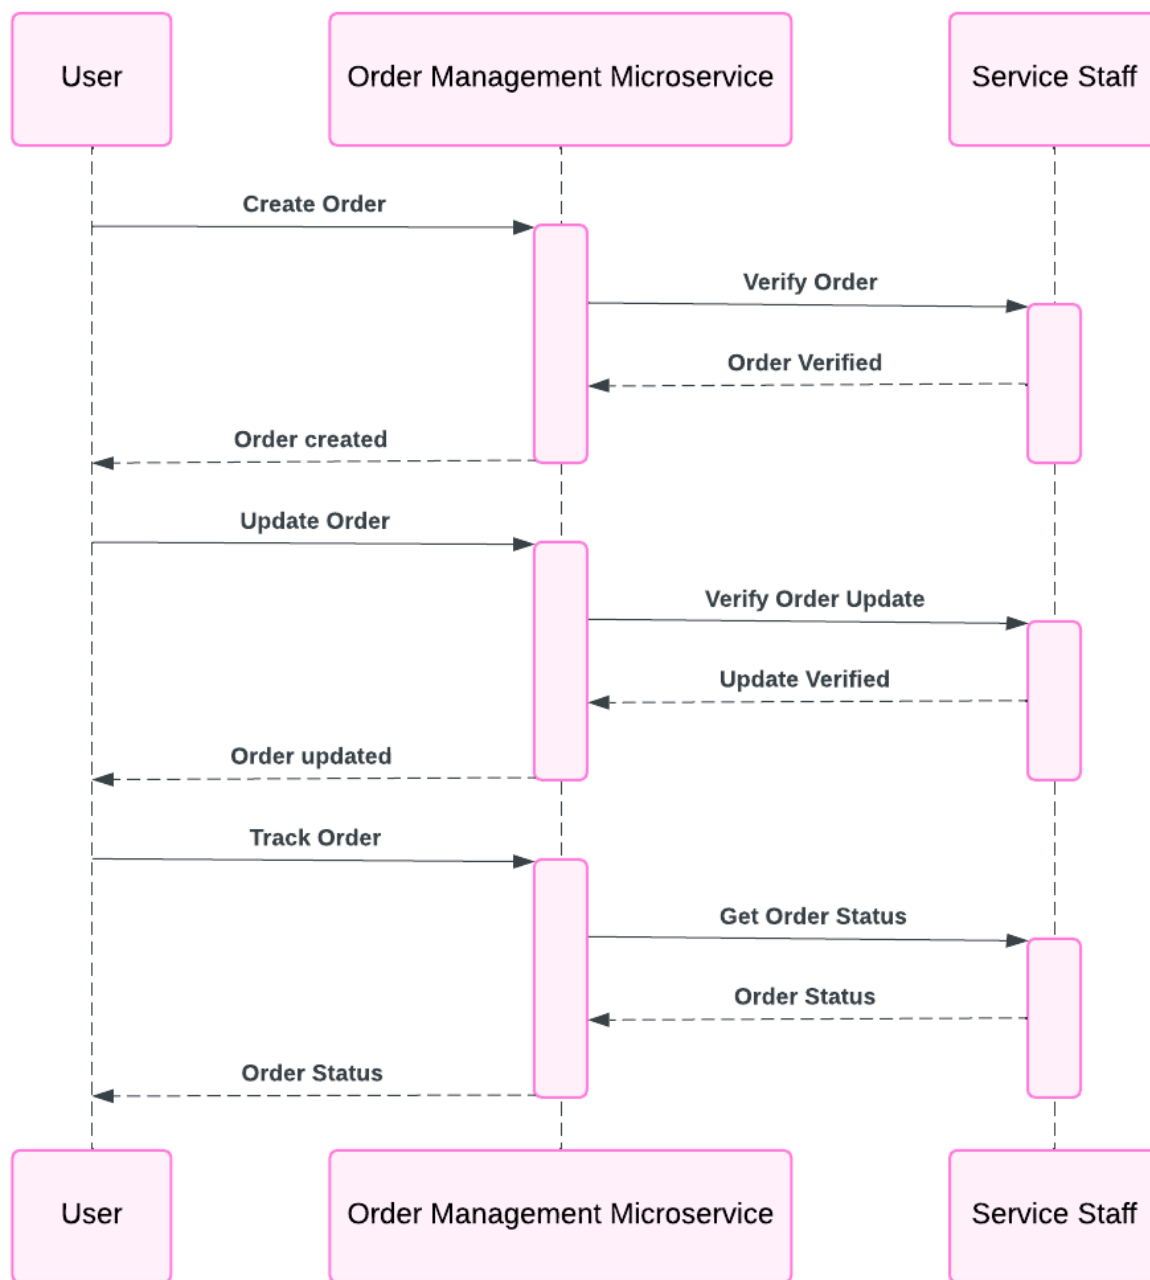 User
Order Management Microservice
Service Staff
Create Order
Verify Order
Order Verified
Order created
Update Order
Verify Order Update
Update Verified
Order updated
Track Order
Get Order Status
Order Status
Order Status
User
Order Management Microservice
Service Staff